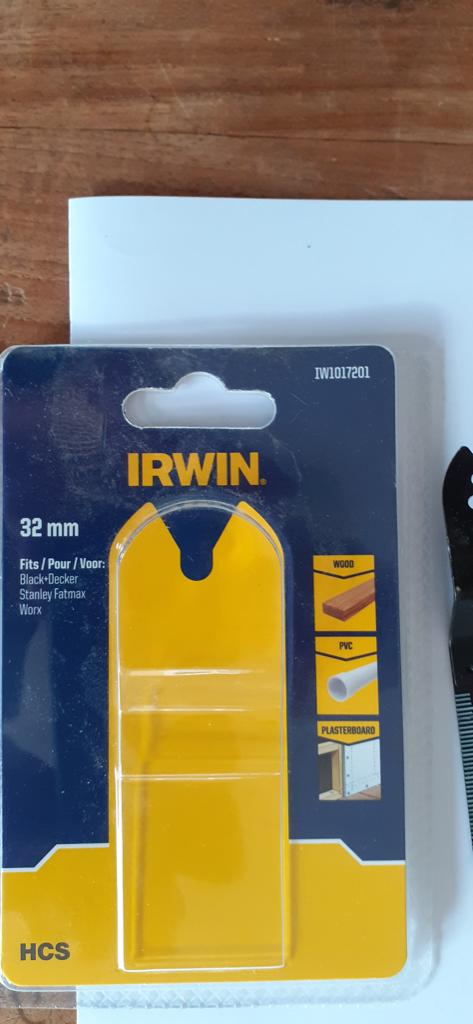 IW1017201
IRWIN®
32 mm
Fits / Pour / Voor:
Black+Decker
Stanley Fatmax
Worx
WOOD
PVC
PLASTERBOARD
HCS